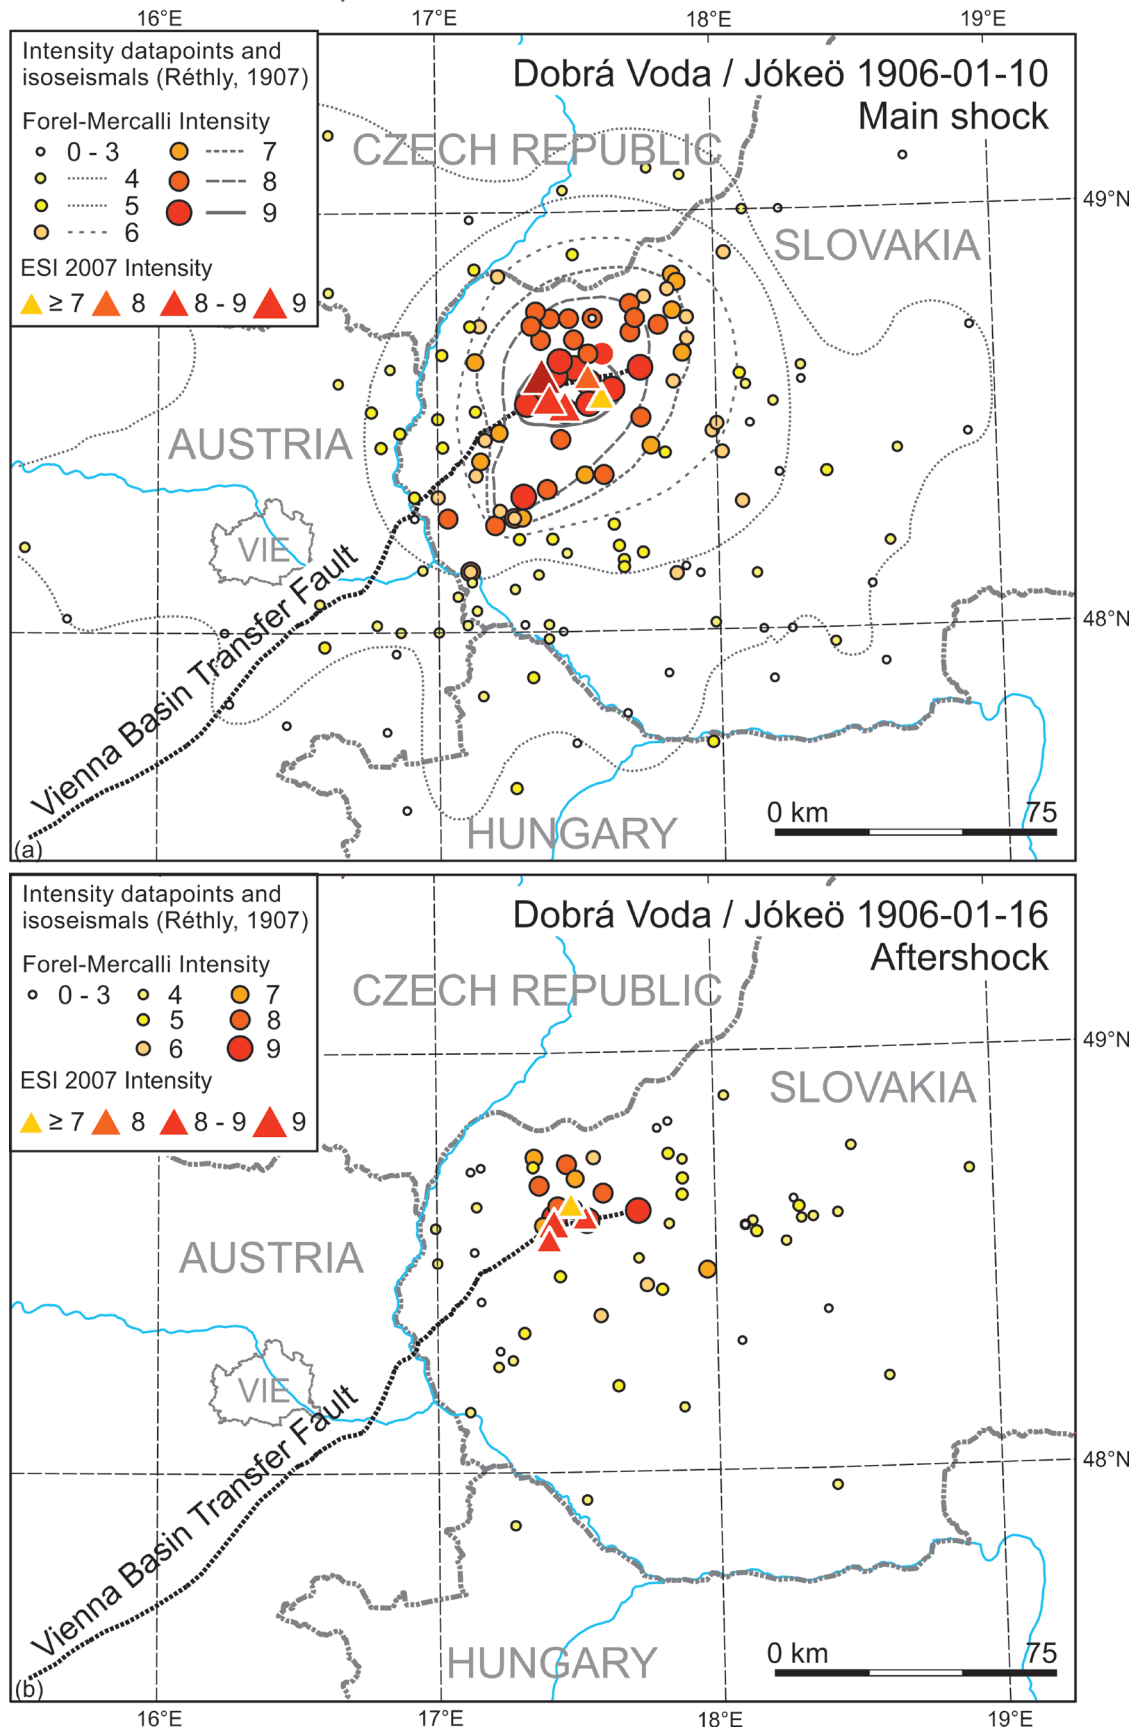 16°E 17°E 18°E 19°E
Intensity datapoints and
isoseismals (Réthly, 1907)
Forel-Mercalli Intensity
0 - 3 7
4 8
5 9
6
ESI 2007 Intensity
≥ 7 8 8 - 9 9
Dobrá Voda / Jókeö 1906-01-10
Main shock
CZECH REPUBLIC
49°N
SLOVAKIA
AUSTRIA
VIE
Vienna Basin Transfer Fault
48°N
HUNGARY
0 km 75
(a)
Intensity datapoints and
isoseismals (Réthly, 1907)
Forel-Mercalli Intensity
0 - 3 4 7
5 8
6 9
ESI 2007 Intensity
≥ 7 8 8 - 9 9
Dobrá Voda / Jókeö 1906-01-16
Aftershock
CZECH REPUBLIC
49°N
SLOVAKIA
AUSTRIA
VIE
Vienna Basin Transfer Fault
48°N
HUNGARY
0 km 75
(b)
16°E 17°E 18°E 19°E